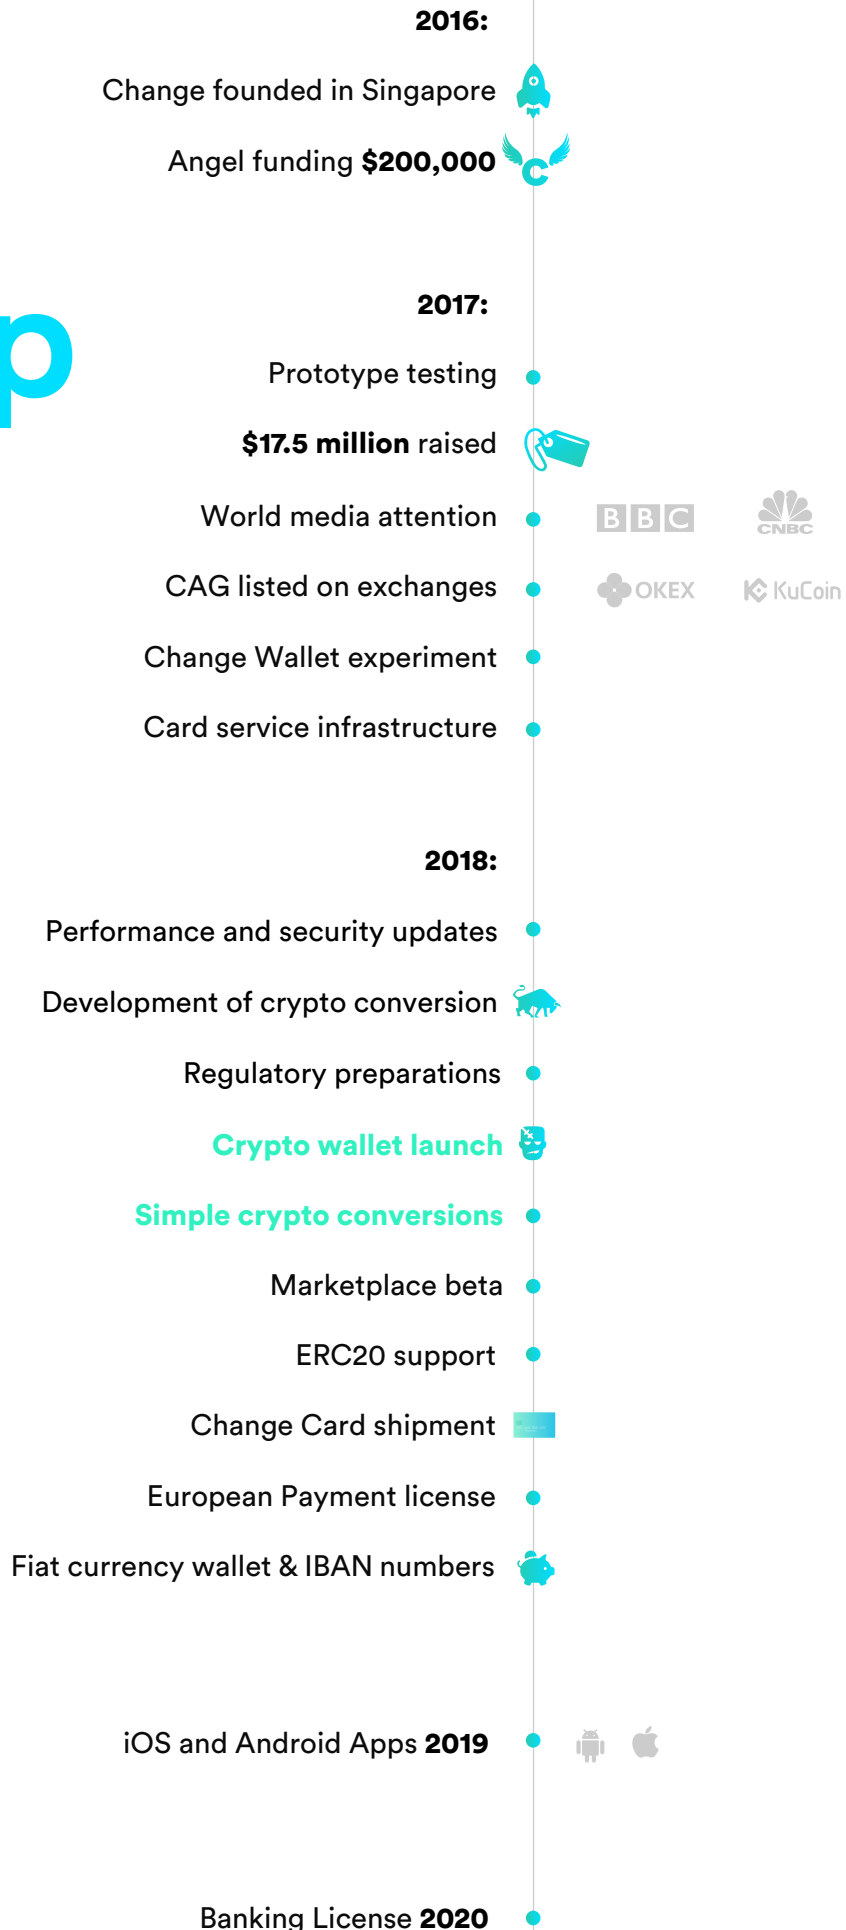 2016:
Change founded in Singapore
Angel funding $200,000
2017:
p
Prototype testing
$17.5 million raised
World media attention
BBC
CNBC
CAG listed on exchanges
OKEX
KuCoin
Change Wallet experiment
Card service infrastructure
2018:
Performance and security updates
Development of crypto conversion
Regulatory preparations
Crypto wallet launch
Simple crypto conversions
Marketplace beta
ERC20 support
Change Card shipment
European Payment license
Fiat currency wallet & IBAN numbers
iOS and Android Apps 2019
Banking License 2020